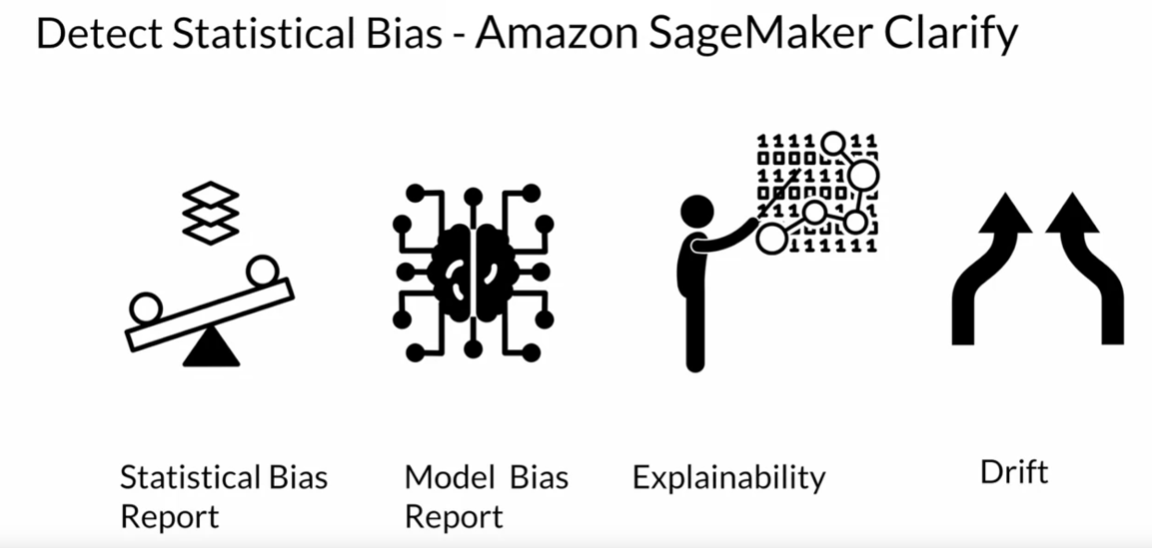 Detect Statistical Bias - Amazon SageMaker Clarify
Statistical Bias
Report
Model Bias
Report
Explainability
Drift